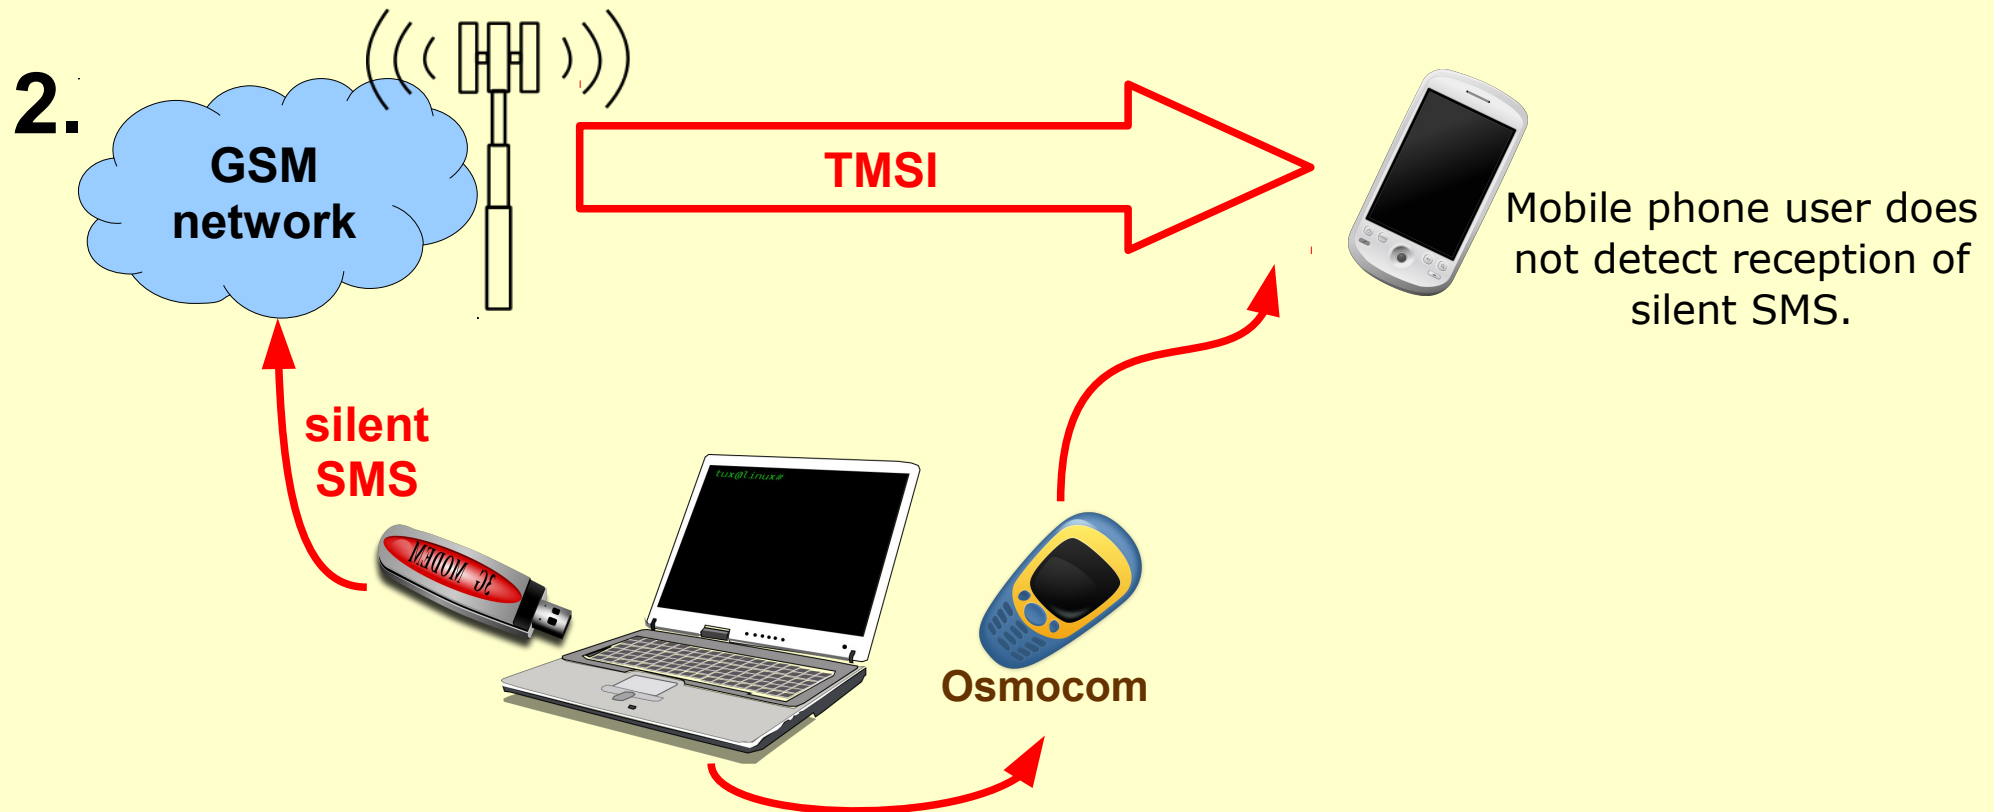 2.
GSM
network
TMSI
Mobile phone user does
not detect reception of
silent SMS.
silent
SMS
tux@linux#
3G MODEM
Osmocom